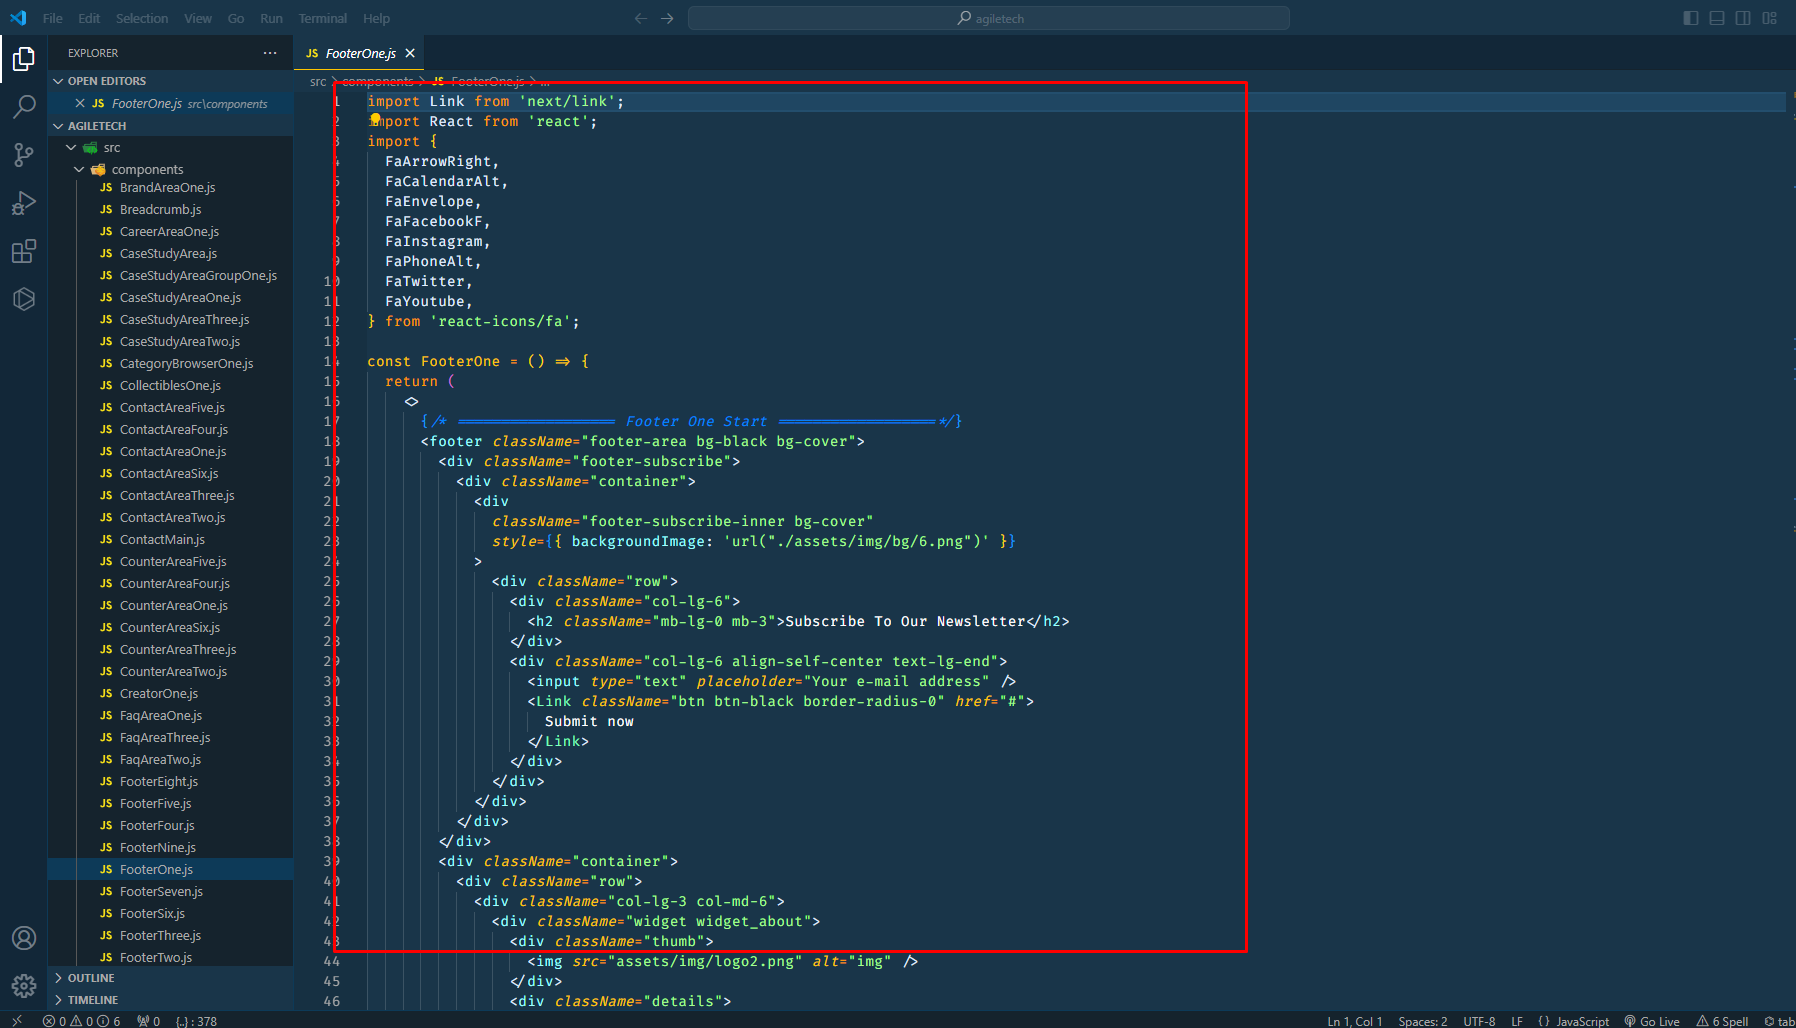 File Edit Selection View Go Run Terminal Help
agiletech
EXPLORER ...
OPEN EDITORS
JS FooterOne.js src\components
AGILETECH
src
components
JS BrandAreaOne.js
JS Breadcrumb.js
JS CareerAreaOne.js
JS CaseStudyArea.js
JS CaseStudyAreaGroupOne.js
JS CaseStudyAreaOne.js
JS CaseStudyAreaThree.js
JS CaseStudyAreaTwo.js
JS CategoryBrowserOne.js
JS CollectiblesOne.js
JS ContactAreaFive.js
JS ContactAreaFour.js
JS ContactAreaOne.js
JS ContactAreaSix.js
JS ContactAreaThree.js
JS ContactAreaTwo.js
JS ContactMain.js
JS CounterAreaFive.js
JS CounterAreaFour.js
JS CounterAreaOne.js
JS CounterAreaSix.js
JS CounterAreaThree.js
JS CounterAreaTwo.js
JS CreatorOne.js
JS FaqAreaOne.js
JS FaqAreaThree.js
JS FaqAreaTwo.js
JS FooterEight.js
JS FooterFive.js
JS FooterFour.js
JS FooterNine.js
JS FooterOne.js
JS FooterSeven.js
JS FooterSix.js
JS FooterThree.js
JS FooterTwo.js
OUTLINE
TIMELINE
JS FooterOne.js
src > components > JS FooterOne.js > ...
1 import Link from 'next/link';
2 import React from 'react';
3 import {
4 FaArrowRight,
5 FaCalendarAlt,
6 FaEnvelope,
7 FaFacebookF,
8 FaInstagram,
9 FaPhoneAlt,
10 FaTwitter,
11 FaYoutube,
12 } from 'react-icons/fa';
13
14 const FooterOne = () => {
15 return (
16 <>
17 {/* ================== Footer One Start ==================*/}
18 <footer className="footer-area bg-black bg-cover">
19 <div className="footer-subscribe">
20 <div className="container">
21 <div
22 className="footer-subscribe-inner bg-cover"
23 style={{ backgroundImage: 'url("./assets/img/bg/6.png")' }}
24 >
25 <div className="row">
26 <div className="col-lg-6">
27 <h2 className="mb-lg-0 mb-3">Subscribe To Our Newsletter</h2>
28 </div>
29 <div className="col-lg-6 align-self-center text-lg-end">
30 <input type="text" placeholder="Your e-mail address" />
31 <Link className="btn btn-black border-radius-0" href="#">
32 Submit now
33 </Link>
34 </div>
35 </div>
36 </div>
37 </div>
38 </div>
39 <div className="container">
40 <div className="row">
41 <div className="col-lg-3 col-md-6">
42 <div className="widget widget_about">
43 <div className="thumb">
44 <img src="assets/img/logo2.png" alt="img" />
45 </div>
46 <div className="details">
0 0 6 0 {..} : 378
Ln 1, Col 1 Spaces: 2 UTF-8 LF {} JavaScript Go Live 6 Spell tab